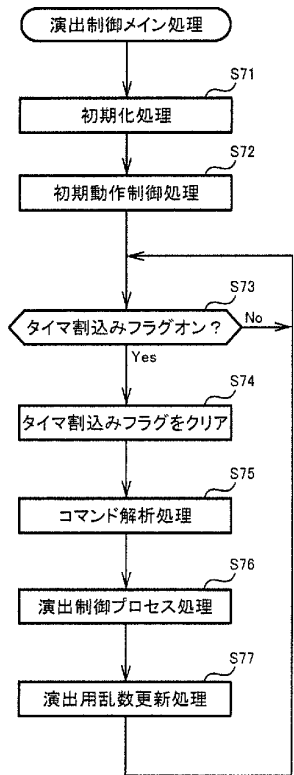 演出制御メイン処理
S71
初期化処理
S72
初期動作制御処理
S73
タイマ割込みフラグオン?
No
Yes
S74
タイマ割込みフラグをクリア
S75
コマンド解析処理
S76
演出制御プロセス処理
S77
演出用乱数更新処理